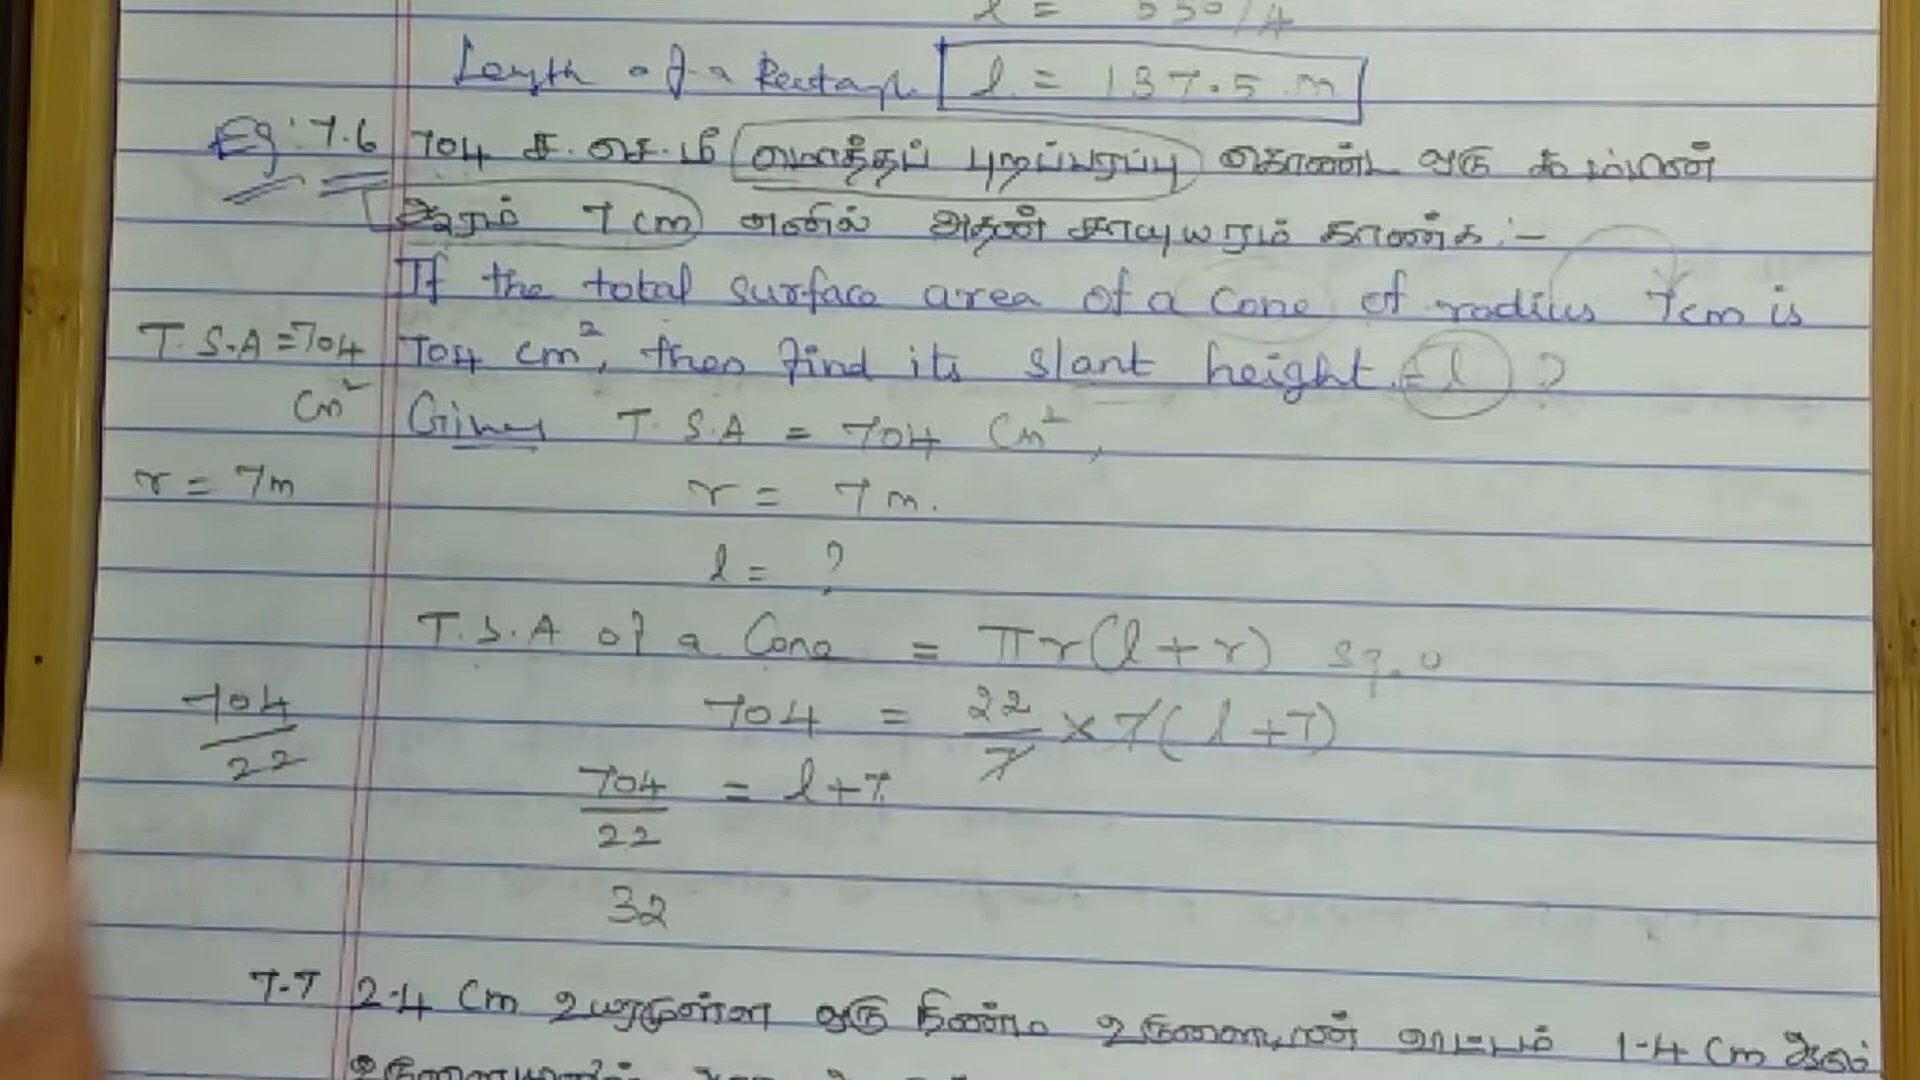 l = 550/4
Length of a Rectangle l = 137.5 m
Eg: 7.6 704 ச.செ.மீ மொத்தப் புறப்பரப்பு கொண்ட ஒரு கூம்பின்
ஆரம் 7cm எனில் அதன் சாயுயரம் காண்க :-
If the total surface area of a cone of radius 7cm is
T.S.A = 704 704 cm², then find its slant height. = l ?
cm² Given T.S.A = 704 cm²,
r = 7m r = 7m.
l = ?
T.S.A of a Cone = πr(l+r) sq.u
704/22 704 = 22/7 × 7(l+7)
704/22 = l+7
32
7.7 2.4 cm உயரமுள்ள ஒரு திண்ம உருளையின் விட்டம் 1.4 cm